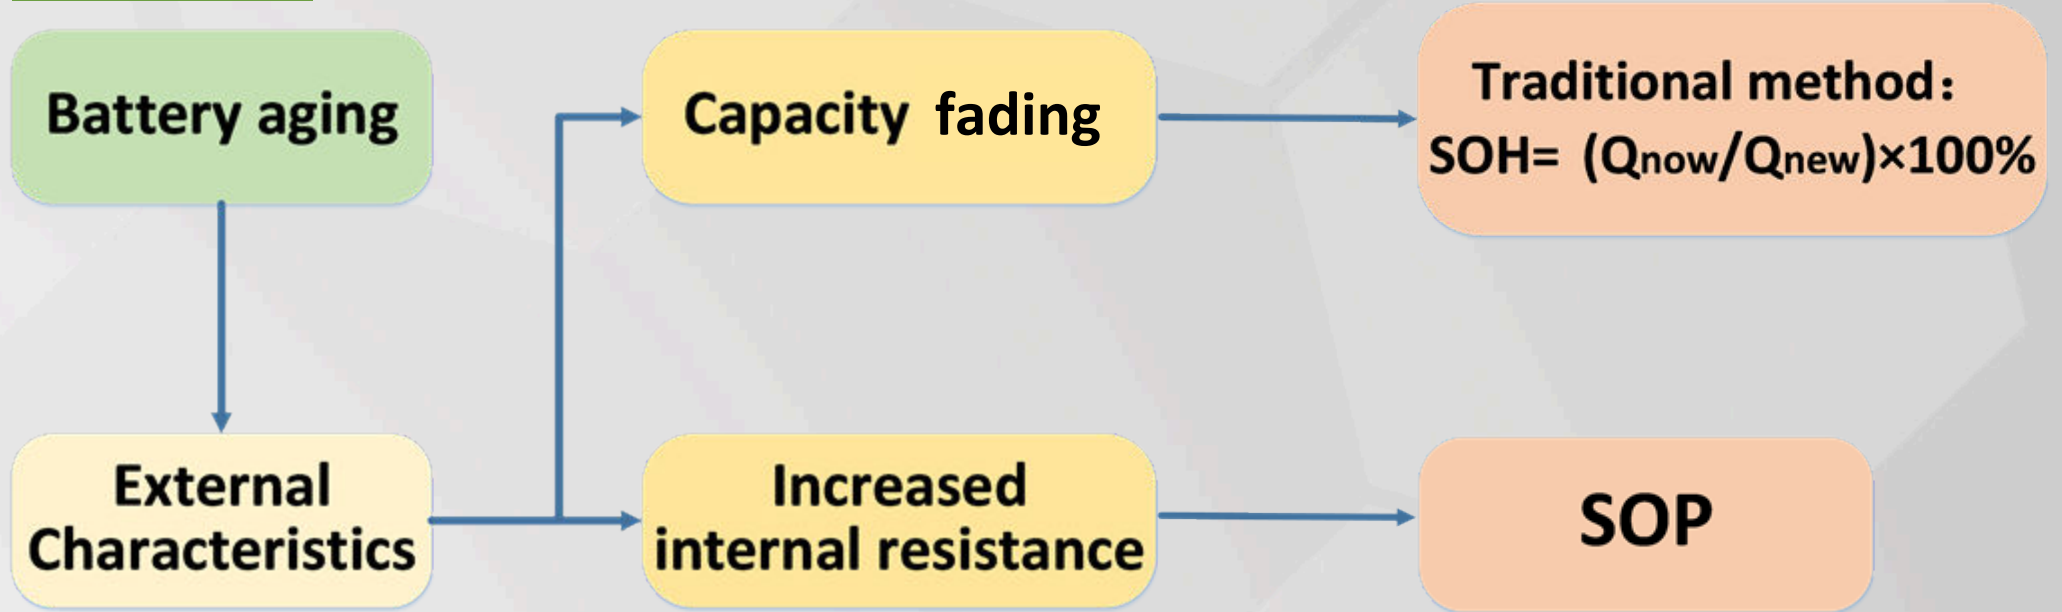 Battery aging
Capacity fading
Traditional method：
SOH= (Qnow/Qnew)×100%
External
Characteristics
Increased
internal resistance
SOP